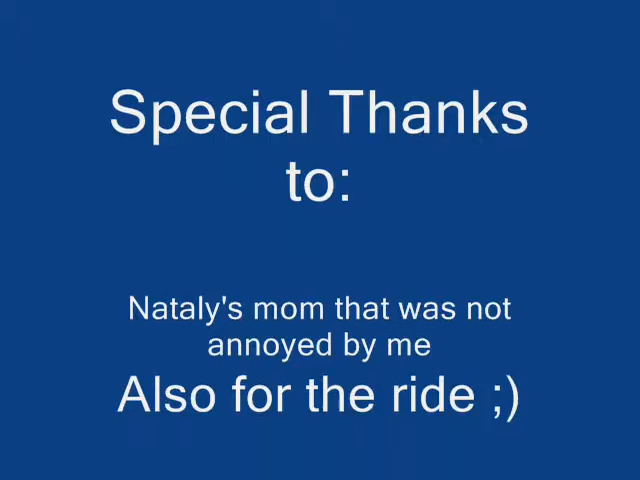 Special Thanks
to:
Nataly's mom that was not
annoyed by me
Also for the ride ;)